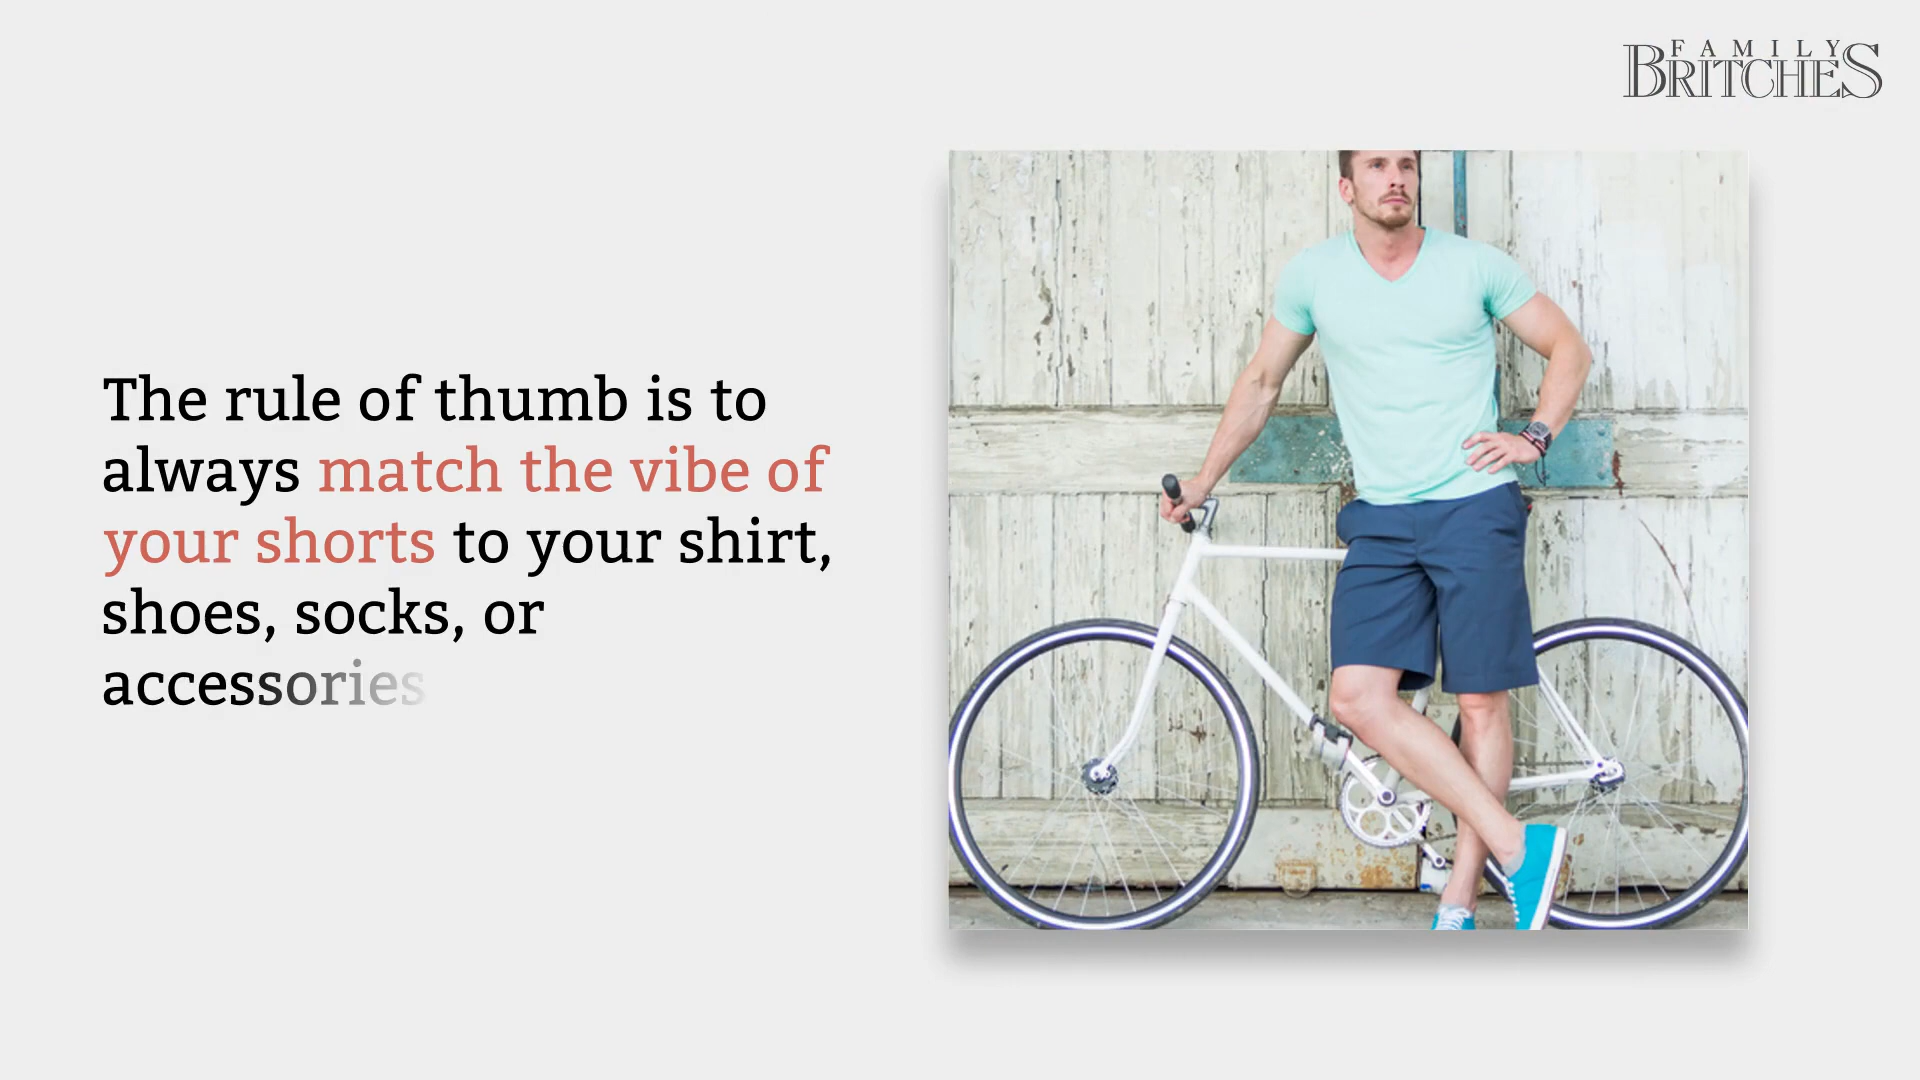 FAMILY
BRITCHES
The rule of thumb is to
always match the vibe of
your shorts to your shirt,
shoes, socks, or
accessories